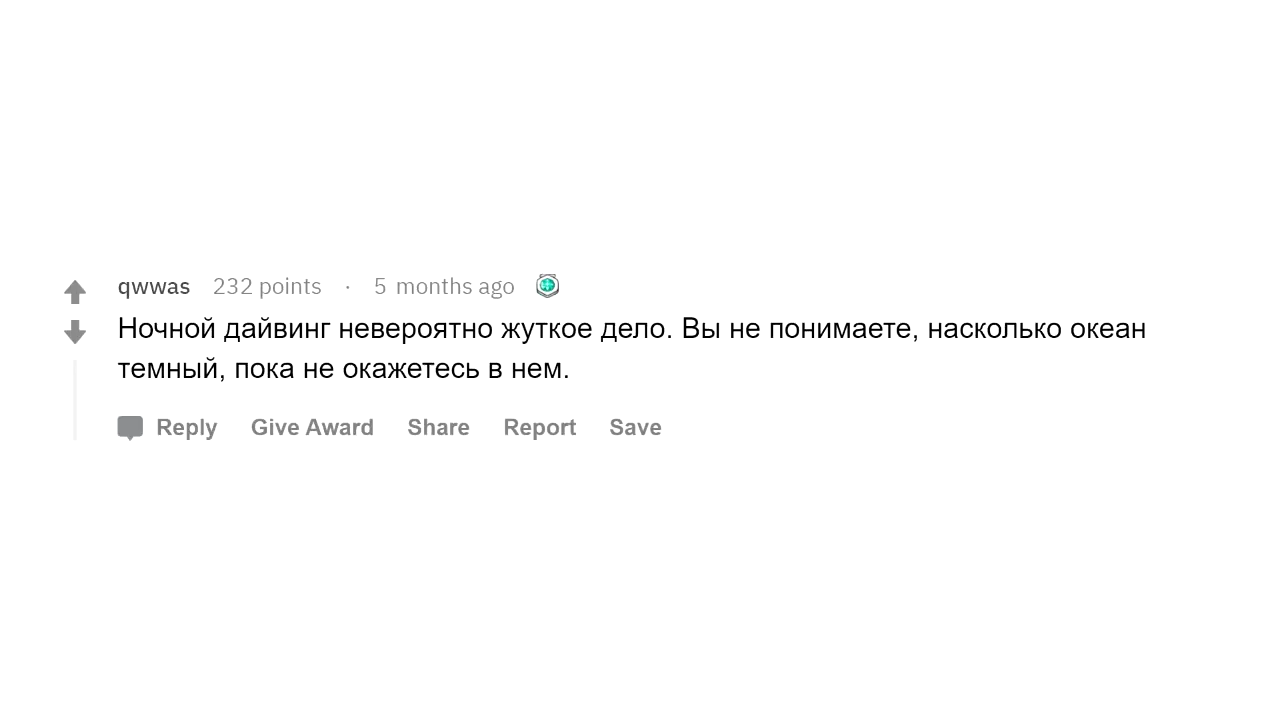 qwwas 232 points · 5 months ago
Ночной дайвинг невероятно жуткое дело. Вы не понимаете, насколько океан
темный, пока не окажетесь в нем.
Reply Give Award Share Report Save